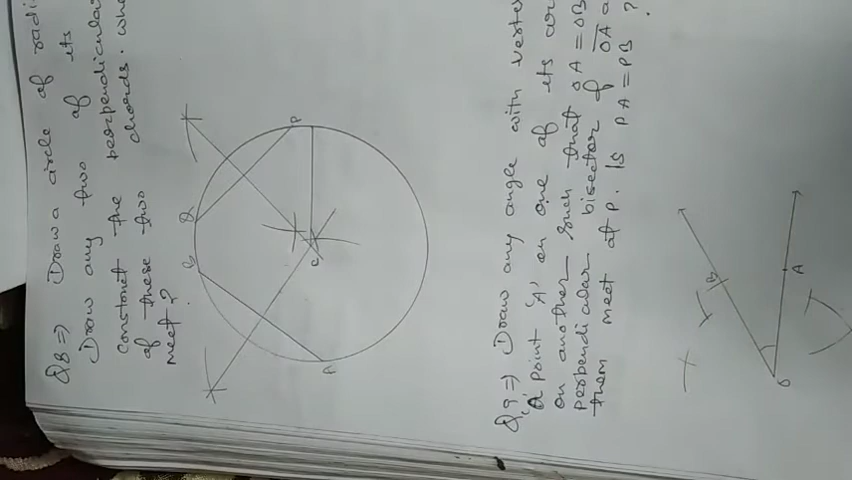 Q8 ⇒ Draw a circle of radi
Draw any two of its
construct the perpendicular
of these two chords. whe
meet?
P
Q
B
C
A
Q9 ⇒ Draw any angle with verte
a point 'A' on one of its ar
on another such that OA = OB
perpendicular bisector of OA a
them meet at P. Is PA = PB ?
B
A
O